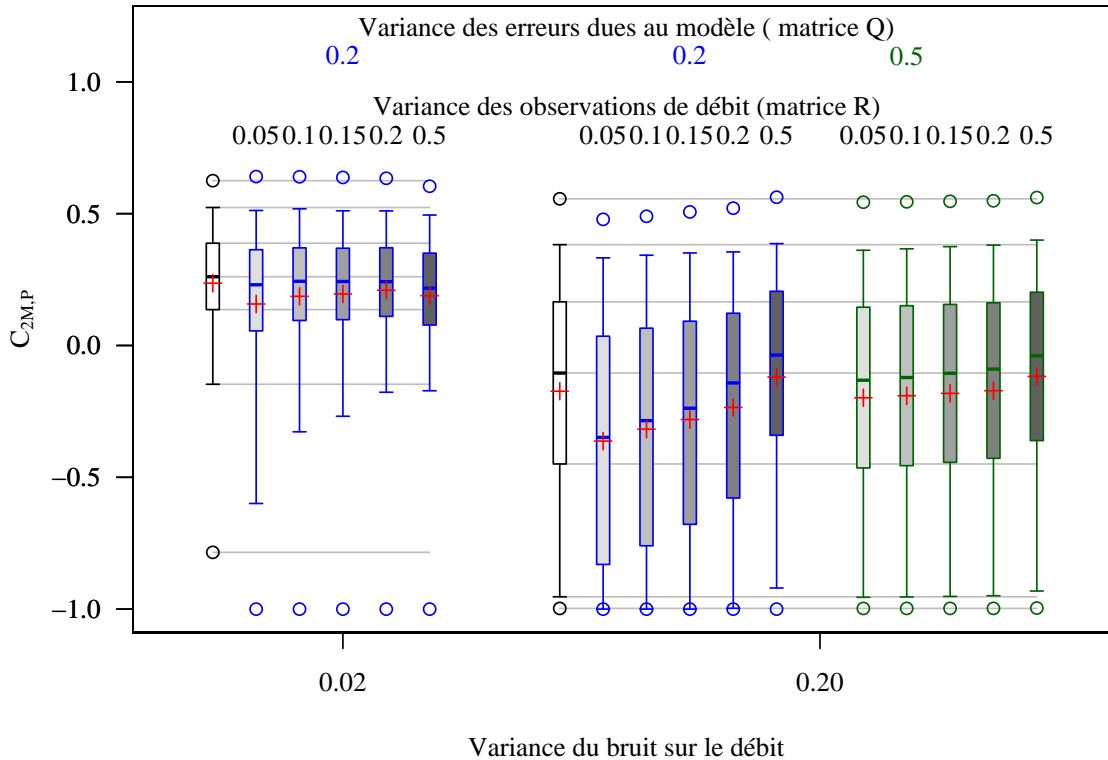 Variance des erreurs dues au modèle ( matrice Q)
0.2 0.2 0.5
Variance des observations de débit (matrice R)
0.05 0.1 0.15 0.2 0.5 0.05 0.1 0.15 0.2 0.5 0.05 0.1 0.15 0.2 0.5
1.0
0.5
0.0
−0.5
−1.0
C2M,P
0.02 0.20
Variance du bruit sur le débit